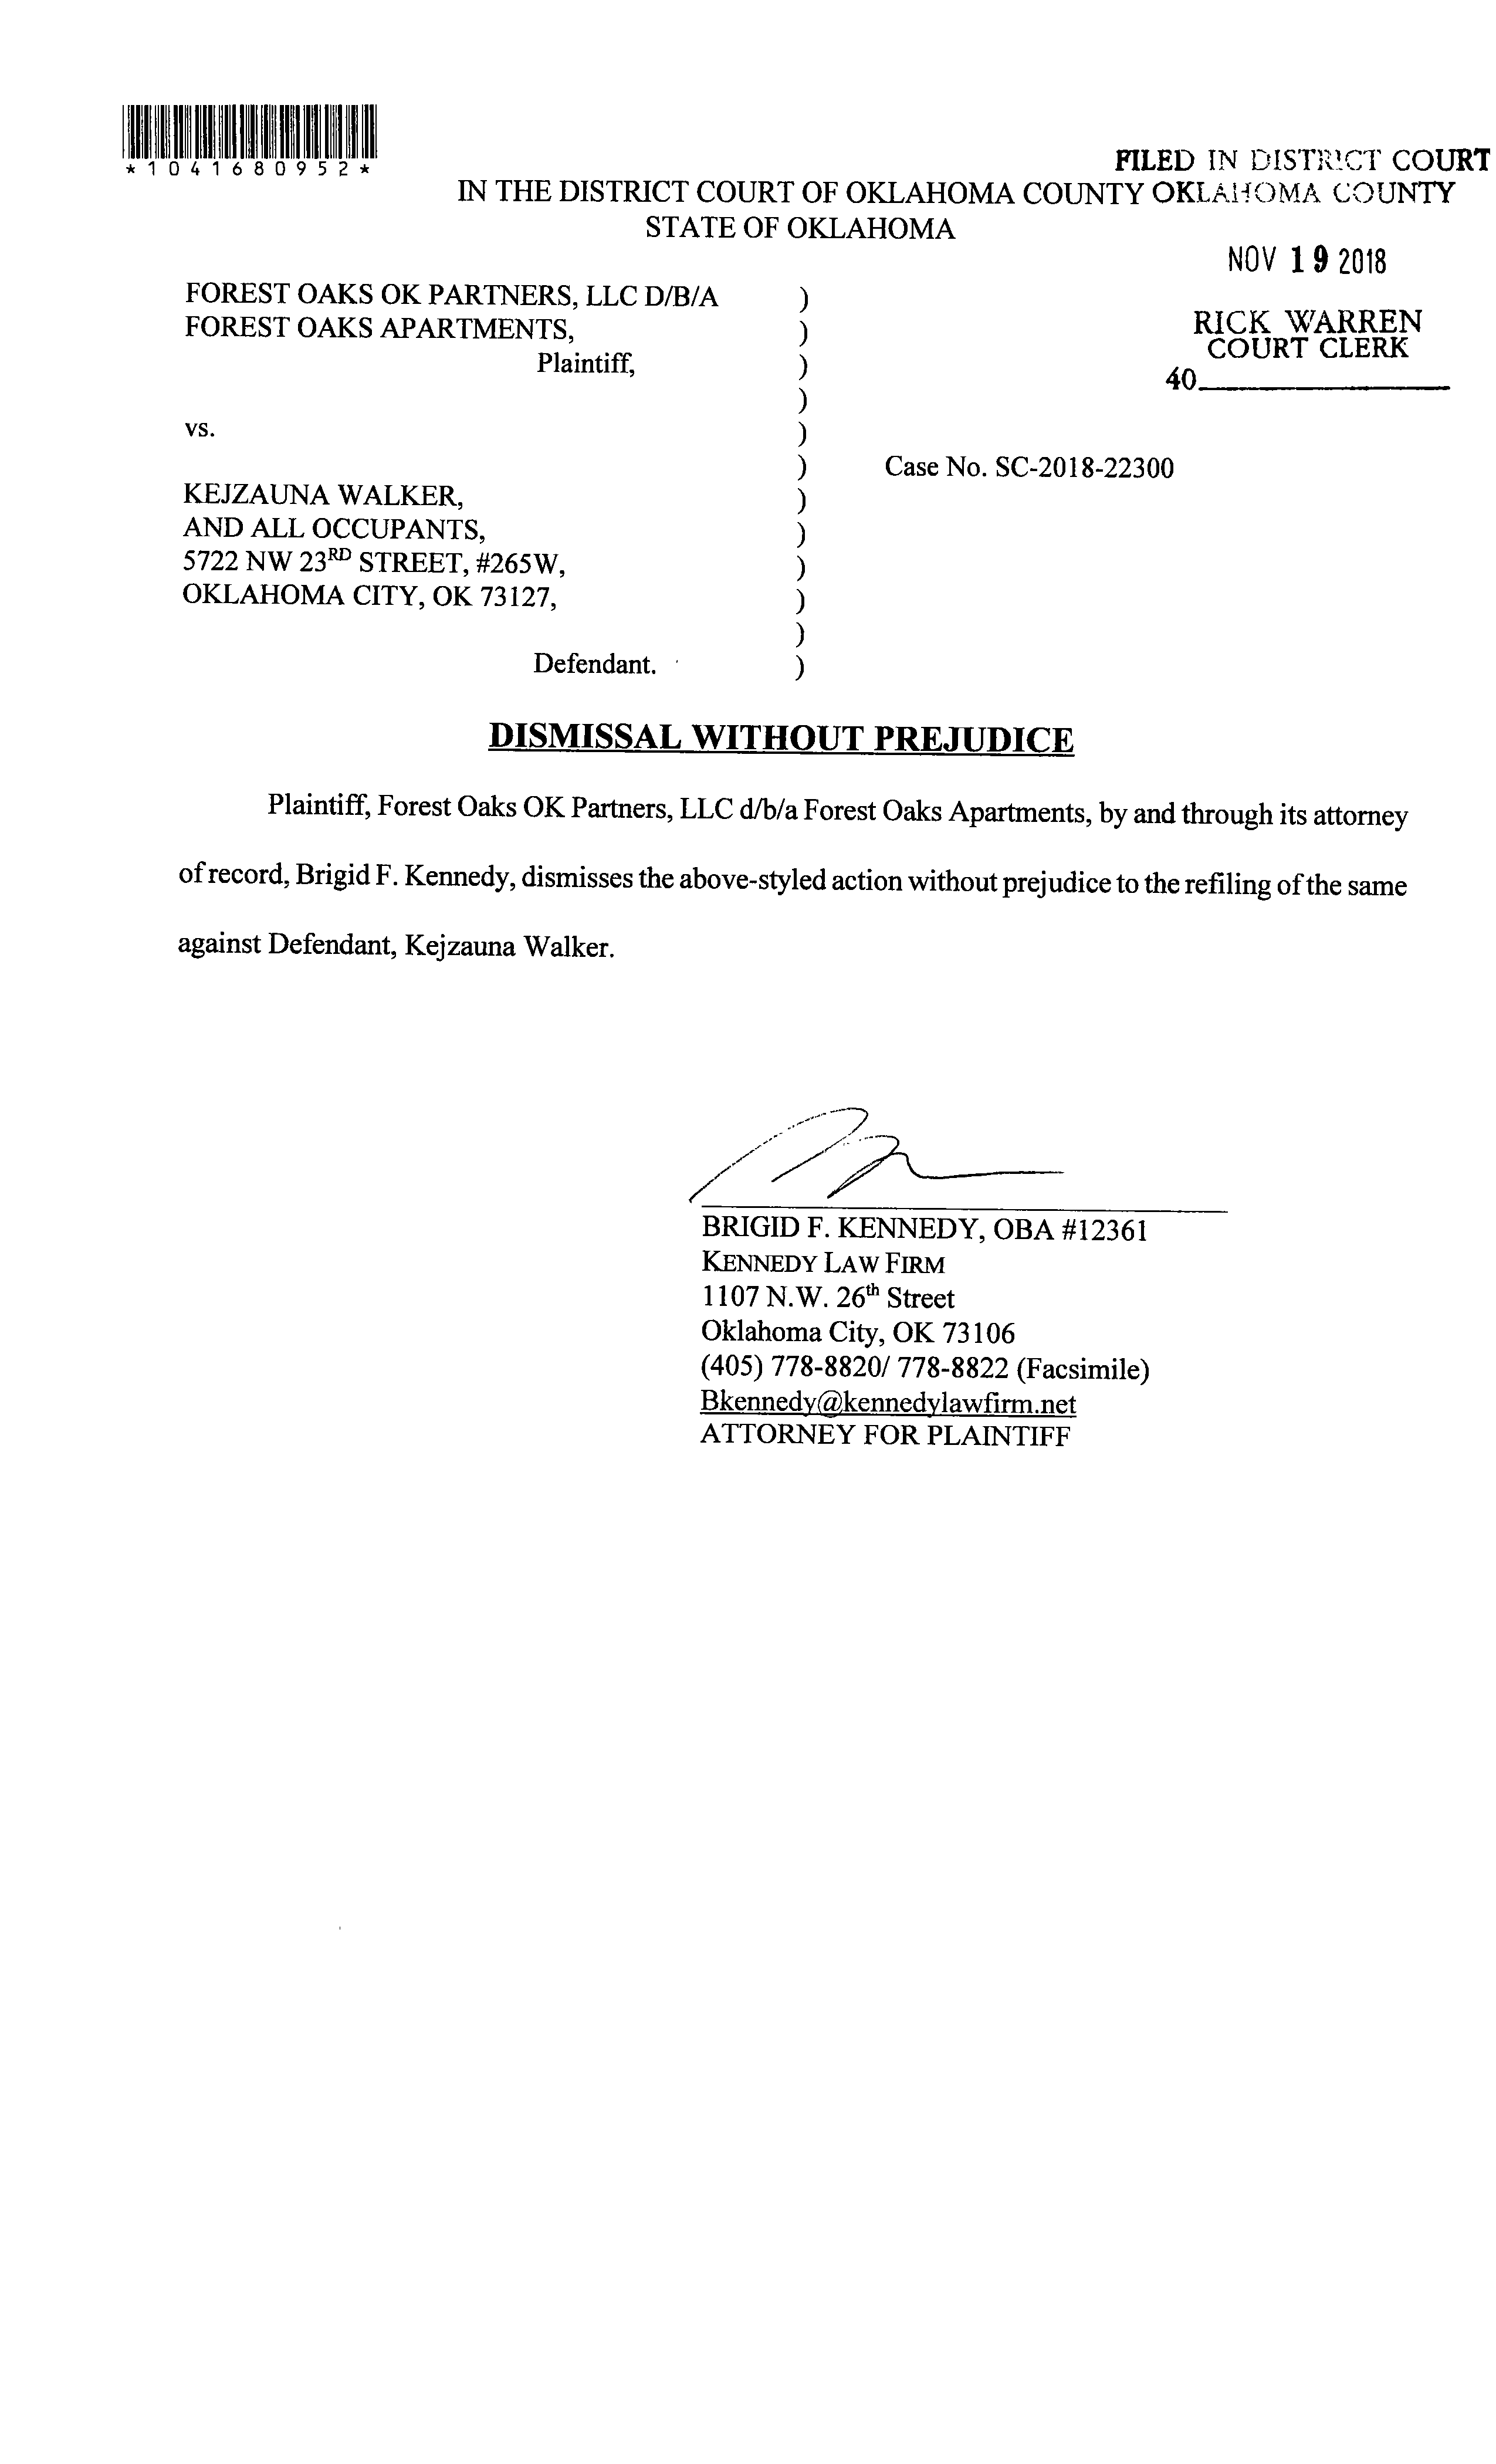 *1041680952*
FILED IN DISTRICT COURT
IN THE DISTRICT COURT OF OKLAHOMA COUNTY OKLAHOMA COUNTY
STATE OF OKLAHOMA
NOV 19 2018
FOREST OAKS OK PARTNERS, LLC D/B/A )
FOREST OAKS APARTMENTS, )
RICK WARREN
COURT CLERK
Plaintiff, )
40
)
vs. )
) Case No. SC-2018-22300
KEJZAUNA WALKER, )
AND ALL OCCUPANTS, )
5722 NW 23RD STREET, #265W, )
OKLAHOMA CITY, OK 73127, )
)
Defendant. )
DISMISSAL WITHOUT PREJUDICE
Plaintiff, Forest Oaks OK Partners, LLC d/b/a Forest Oaks Apartments, by and through its attorney
of record, Brigid F. Kennedy, dismisses the above-styled action without prejudice to the refiling of the same
against Defendant, Kejzauna Walker.
BRIGID F. KENNEDY, OBA #12361
KENNEDY LAW FIRM
1107 N.W. 26th Street
Oklahoma City, OK 73106
(405) 778-8820/ 778-8822 (Facsimile)
Bkennedy@kennedylawfirm.net
ATTORNEY FOR PLAINTIFF